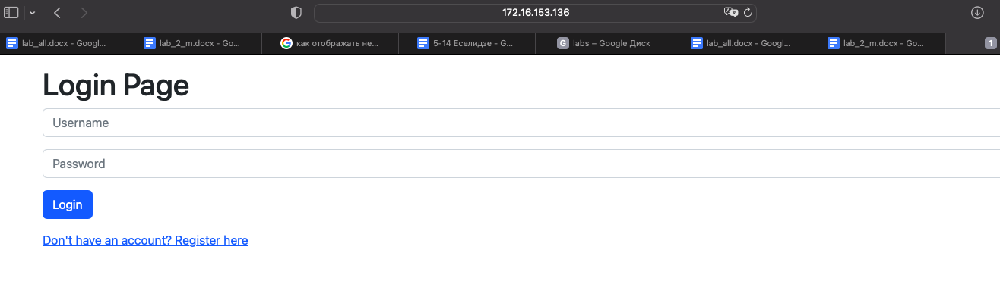 172.16.153.136
lab_all.docx - Googl...
lab_2_m.docx - Go...
как отображать не...
5-14 Еселидзе - G...
G labs – Google Диск
lab_all.docx - Googl...
lab_2_m.docx - Go...
1
Login Page
Username
Password
Login
Don't have an account? Register here